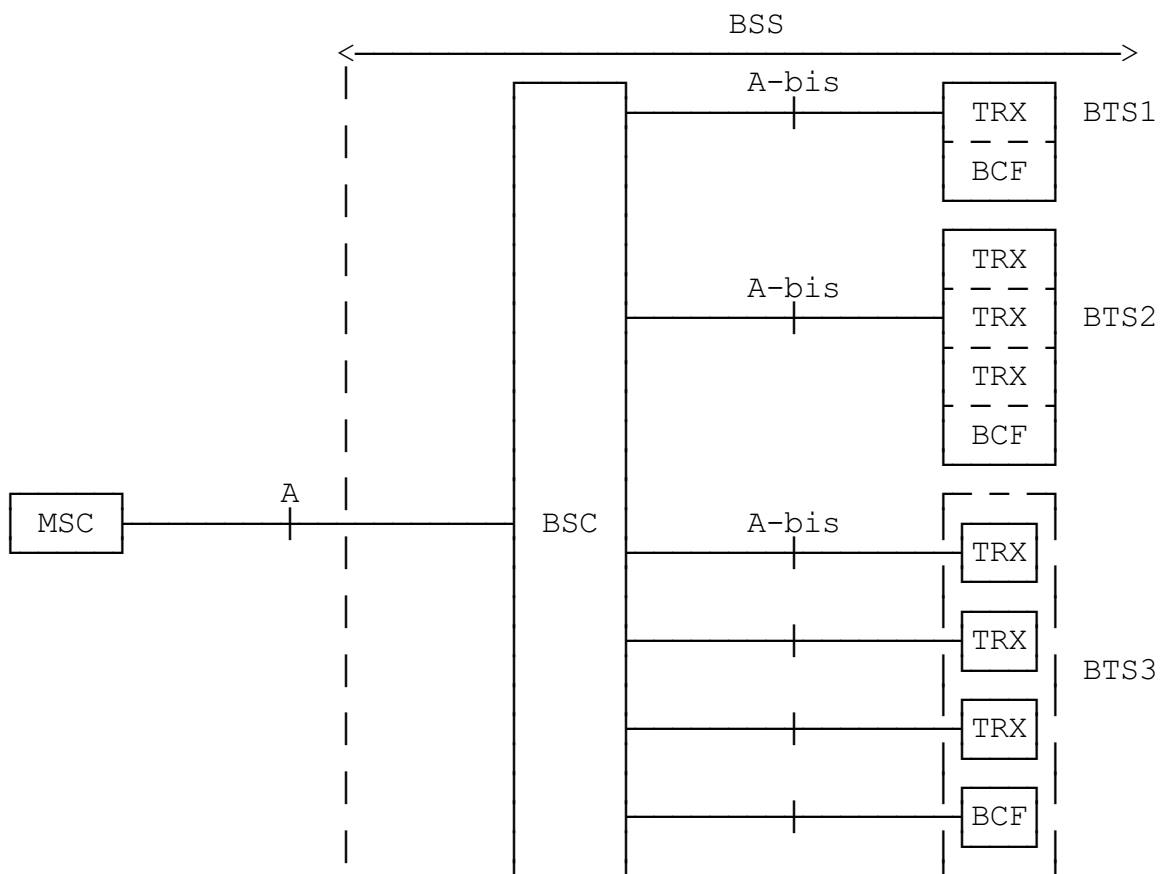 BSS
A-bis
TRX
BTS1
BCF
TRX
A-bis
TRX
BTS2
TRX
BCF
A
MSC
BSC
A-bis
TRX
TRX
BTS3
TRX
BCF